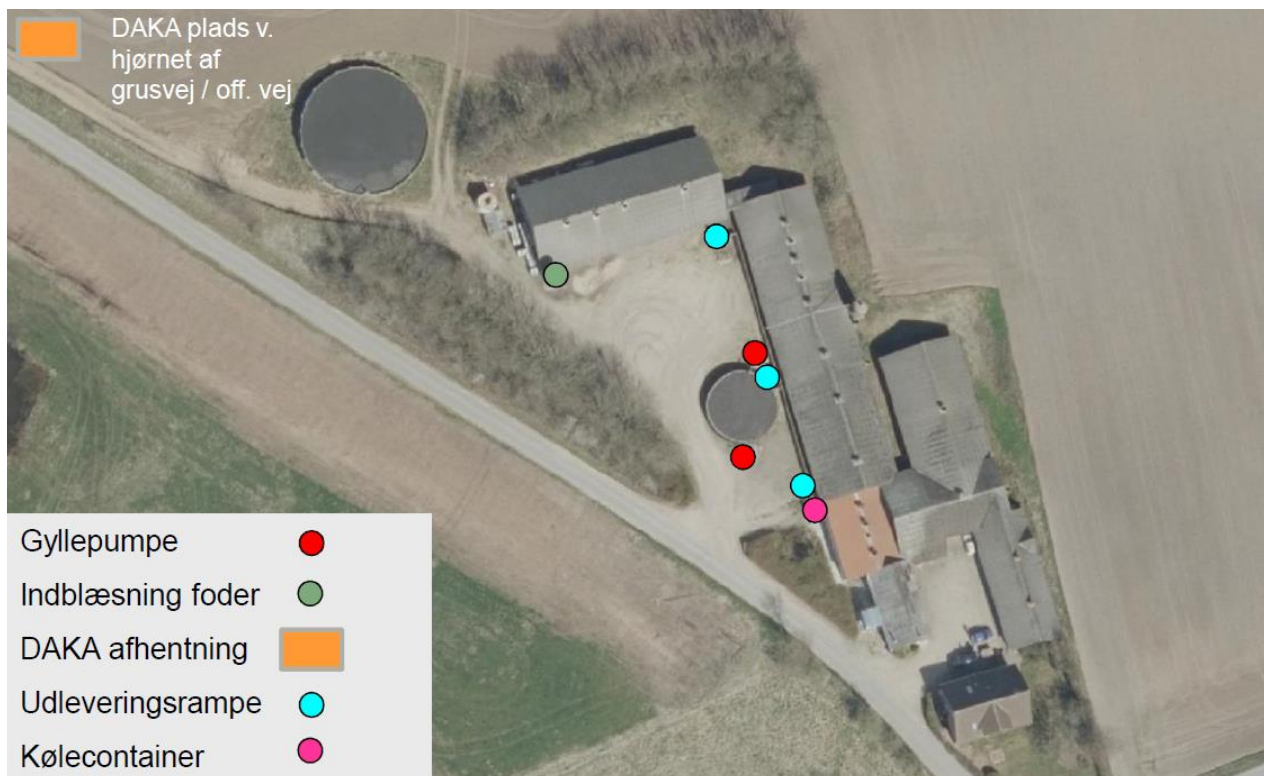 DAKA plads v.
hjørnet af
grusvej / off. vej
Gyllepumpe
Indblæsning foder
DAKA afhentning
Udleveringsrampe
Kølecontainer